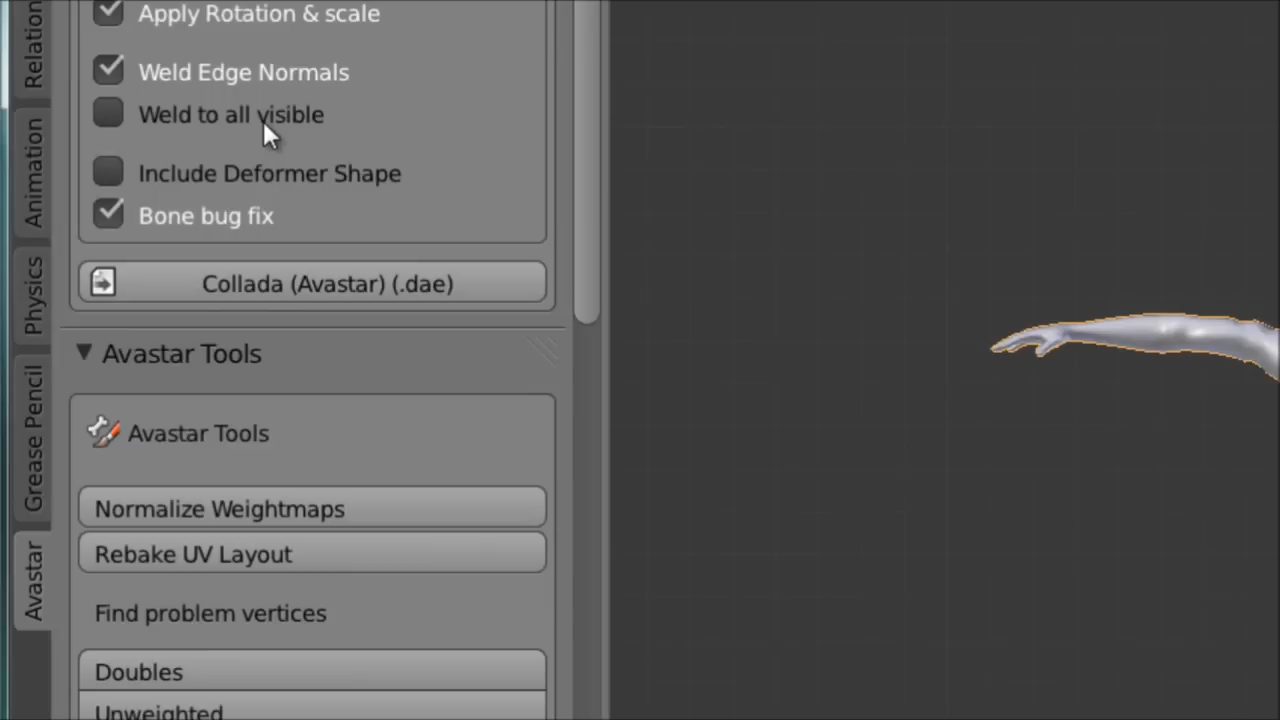 Relation
Apply Rotation & scale
Weld Edge Normals
Weld to all visible
Animation
Include Deformer Shape
Bone bug fix
Physics
Collada (Avastar) (.dae)
Avastar Tools
Grease Pencil
Avastar Tools
Normalize Weightmaps
Rebake UV Layout
Avastar
Find problem vertices
Doubles
Unweighted